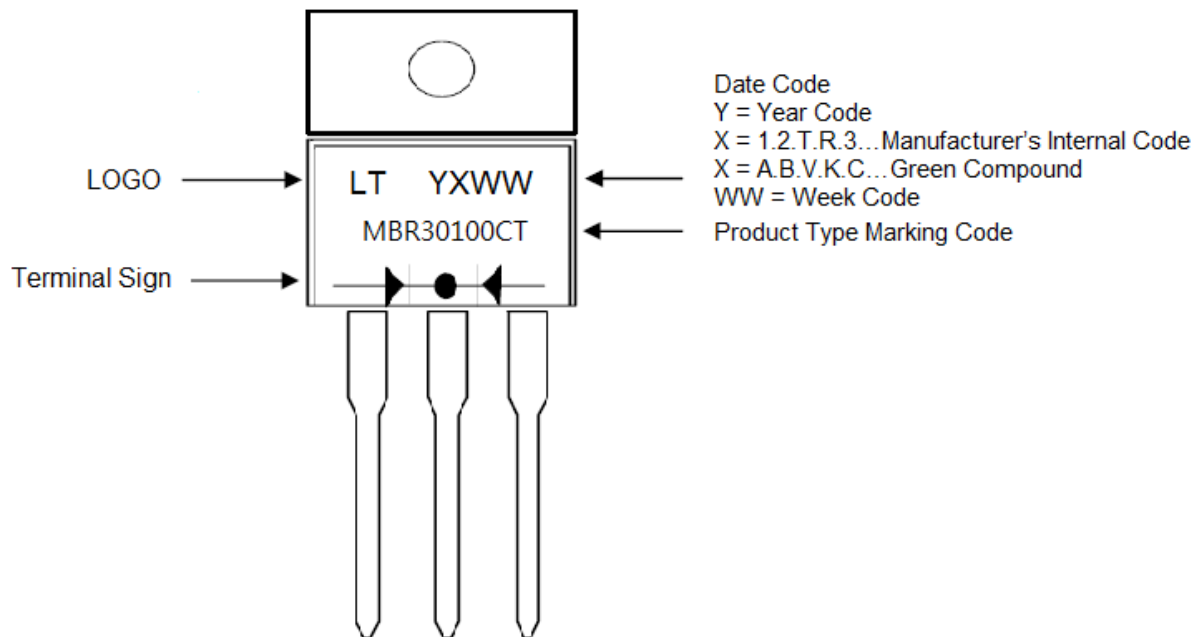 Date Code
Y = Year Code
X = 1.2.T.R.3...Manufacturer's Internal Code
LOGO
LT YXWW
X = A.B.V.K.C...Green Compound
WW = Week Code
MBR30100CT
Product Type Marking Code
Terminal Sign